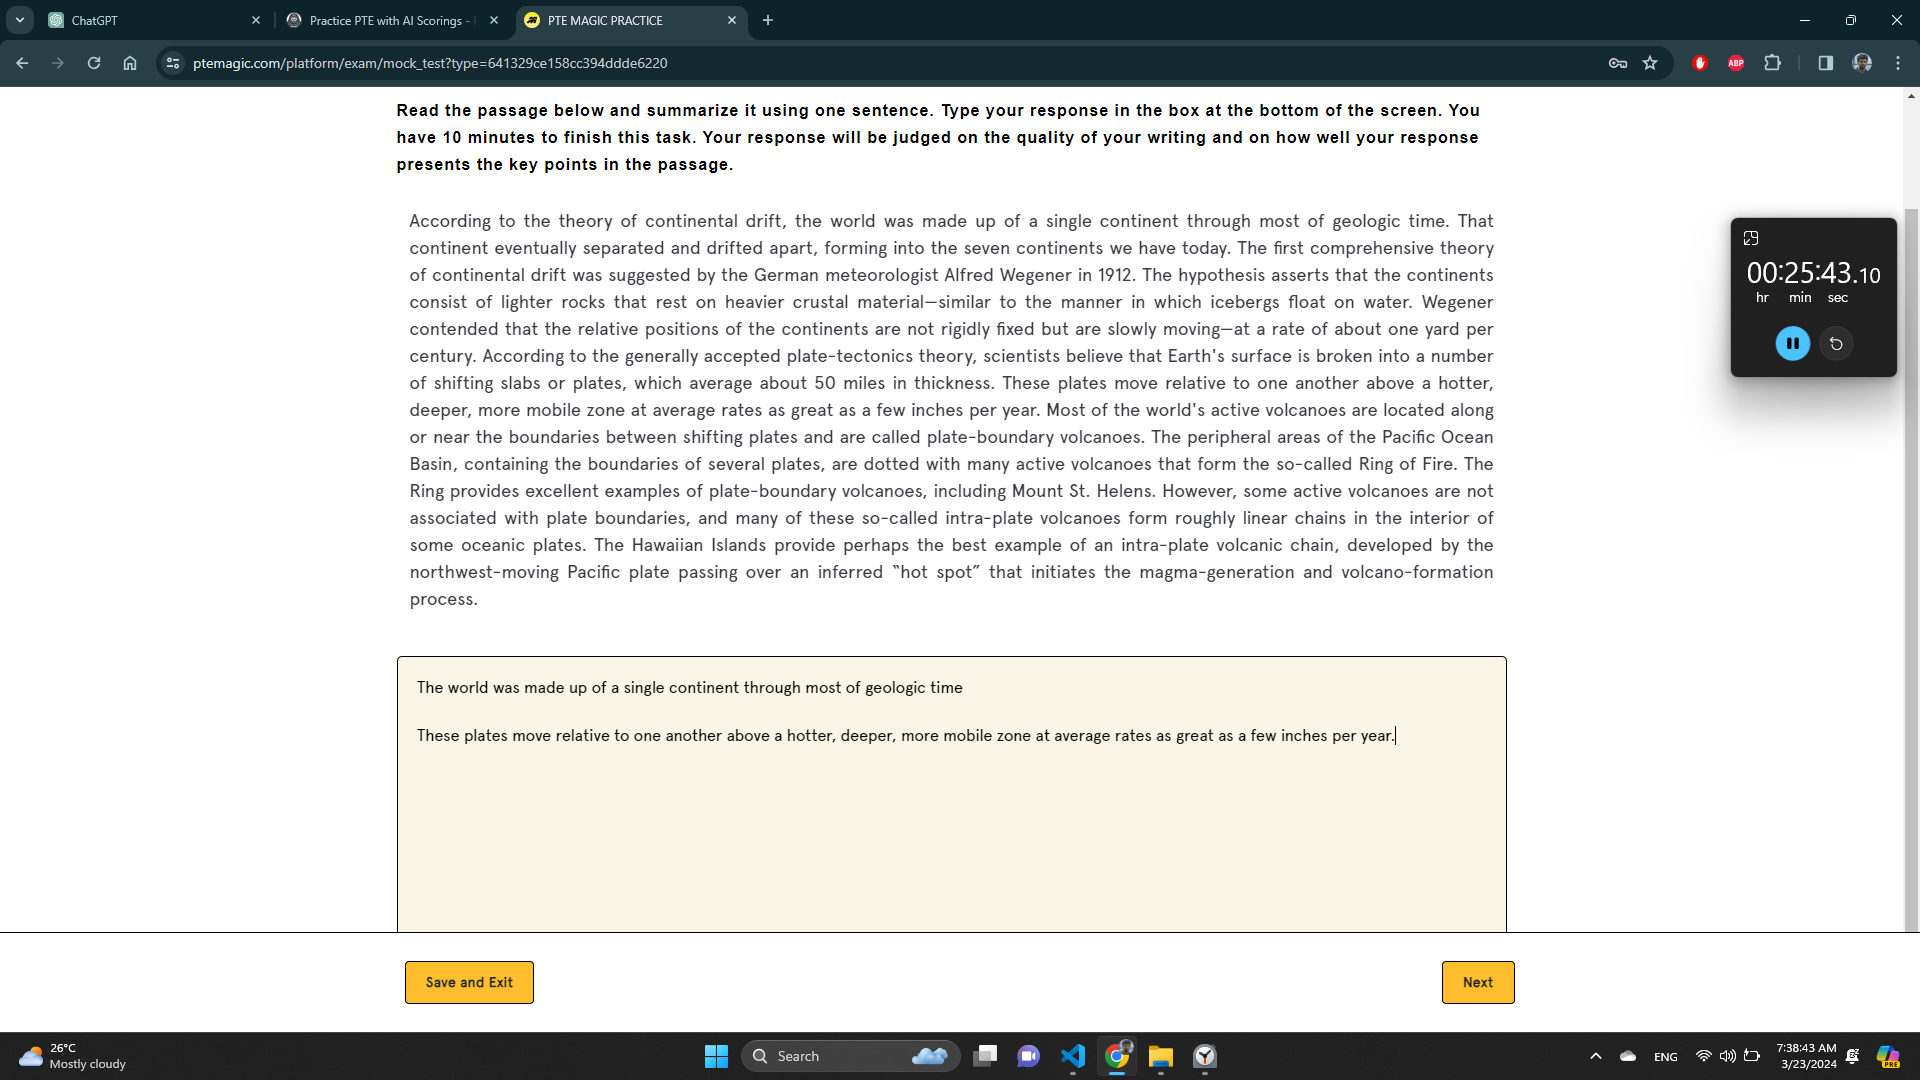 ChatGPT
Practice PTE with AI Scorings -
PTE MAGIC PRACTICE
ptemagic.com/platform/exam/mock_test?type=641329ce158cc394ddde6220
ABP
Read the passage below and summarize it using one sentence. Type your response in the box at the bottom of the screen. You
have 10 minutes to finish this task. Your response will be judged on the quality of your writing and on how well your response
presents the key points in the passage.
According to the theory of continental drift, the world was made up of a single continent through most of geologic time. That
continent eventually separated and drifted apart, forming into the seven continents we have today. The first comprehensive theory
of continental drift was suggested by the German meteorologist Alfred Wegener in 1912. The hypothesis asserts that the continents
consist of lighter rocks that rest on heavier crustal material—similar to the manner in which icebergs float on water. Wegener
contended that the relative positions of the continents are not rigidly fixed but are slowly moving—at a rate of about one yard per
century. According to the generally accepted plate-tectonics theory, scientists believe that Earth's surface is broken into a number
of shifting slabs or plates, which average about 50 miles in thickness. These plates move relative to one another above a hotter,
deeper, more mobile zone at average rates as great as a few inches per year. Most of the world's active volcanoes are located along
or near the boundaries between shifting plates and are called plate-boundary volcanoes. The peripheral areas of the Pacific Ocean
Basin, containing the boundaries of several plates, are dotted with many active volcanoes that form the so-called Ring of Fire. The
Ring provides excellent examples of plate-boundary volcanoes, including Mount St. Helens. However, some active volcanoes are not
associated with plate boundaries, and many of these so-called intra-plate volcanoes form roughly linear chains in the interior of
some oceanic plates. The Hawaiian Islands provide perhaps the best example of an intra-plate volcanic chain, developed by the
northwest-moving Pacific plate passing over an inferred “hot spot” that initiates the magma-generation and volcano-formation
process.
00:25:43.10
hr min sec
The world was made up of a single continent through most of geologic time
These plates move relative to one another above a hotter, deeper, more mobile zone at average rates as great as a few inches per year.
Save and Exit
Next
26°C
Mostly cloudy
Search
ENG
7:38:43 AM
3/23/2024
PRE